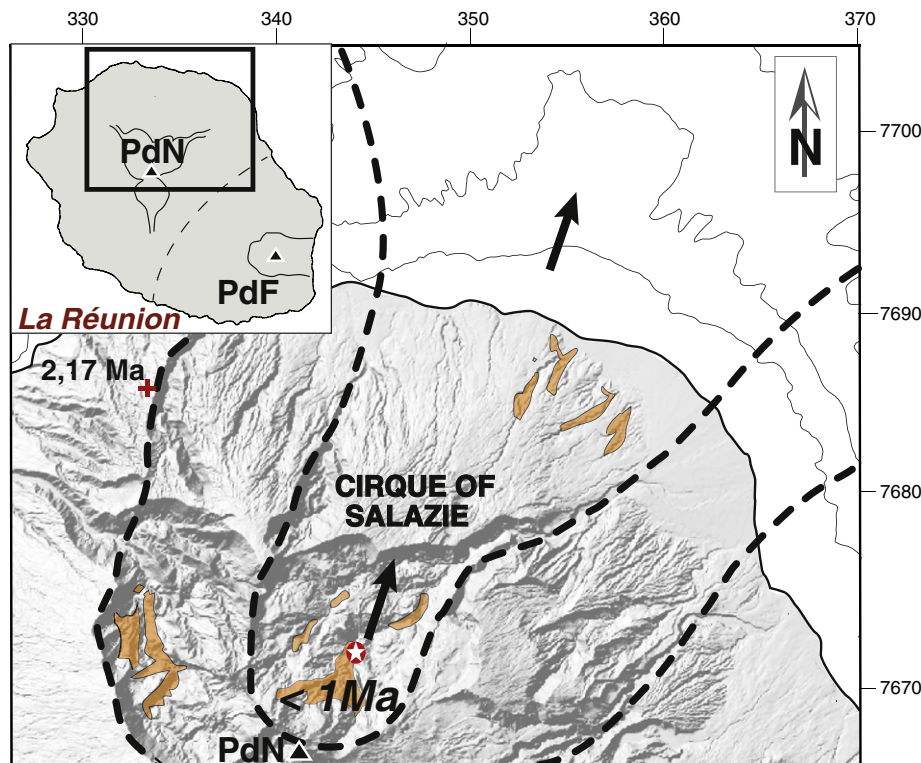 330 340 350 360 370
PdN
PdF
La Réunion
N
7700
7690
2,17 Ma
CIRQUE OF
SALAZIE
7680
< 1Ma
7670
PdN